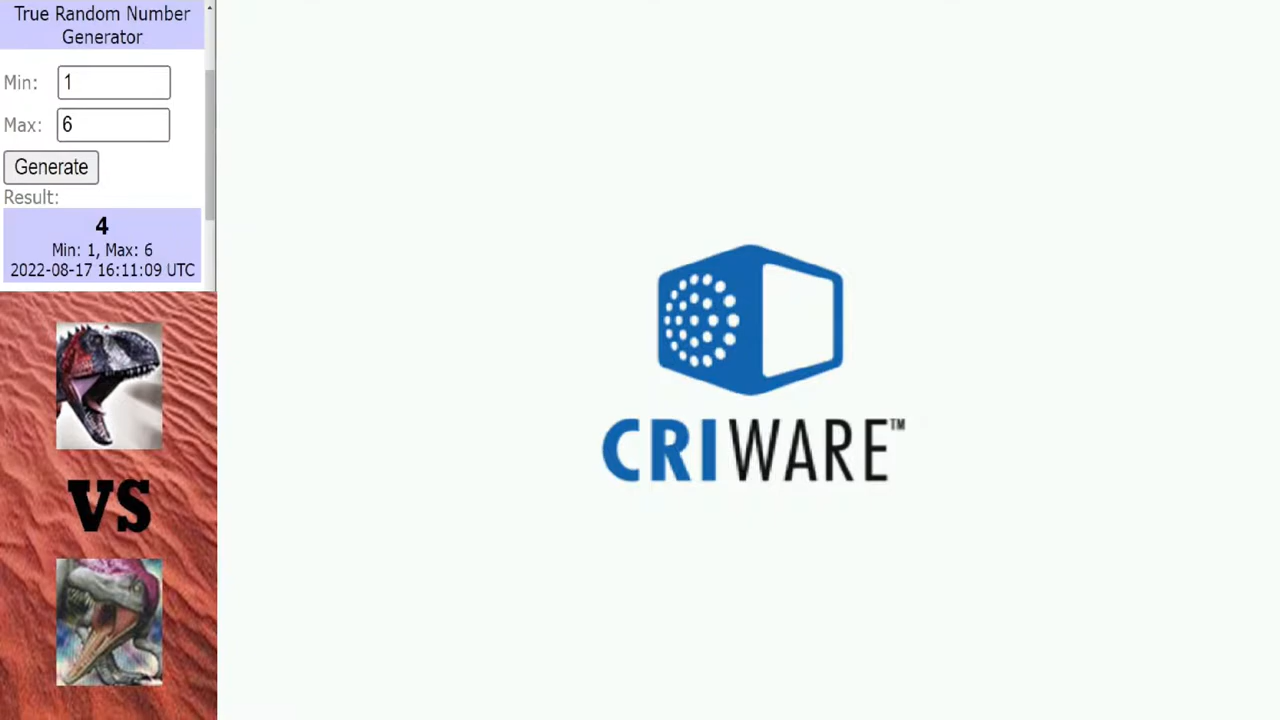 True Random Number
Generator
Min: 1
Max: 6
Generate
Result:
4
Min: 1, Max: 6
2022-08-17 16:11:09 UTC
VS
CRIWARE™